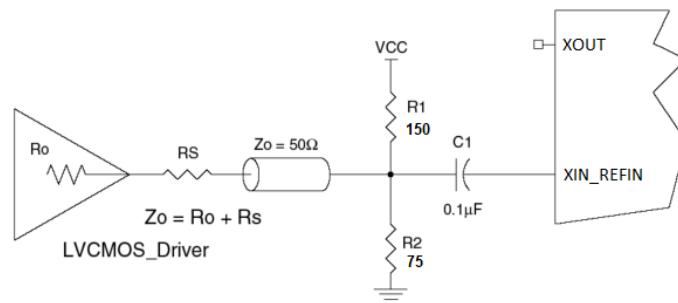 VCC
XOUT
R1
150
C1
Ro
RS
Zo = 50Ω
XIN_REFIN
0.1µF
Zo = Ro + Rs
R2
75
LVCMOS_Driver